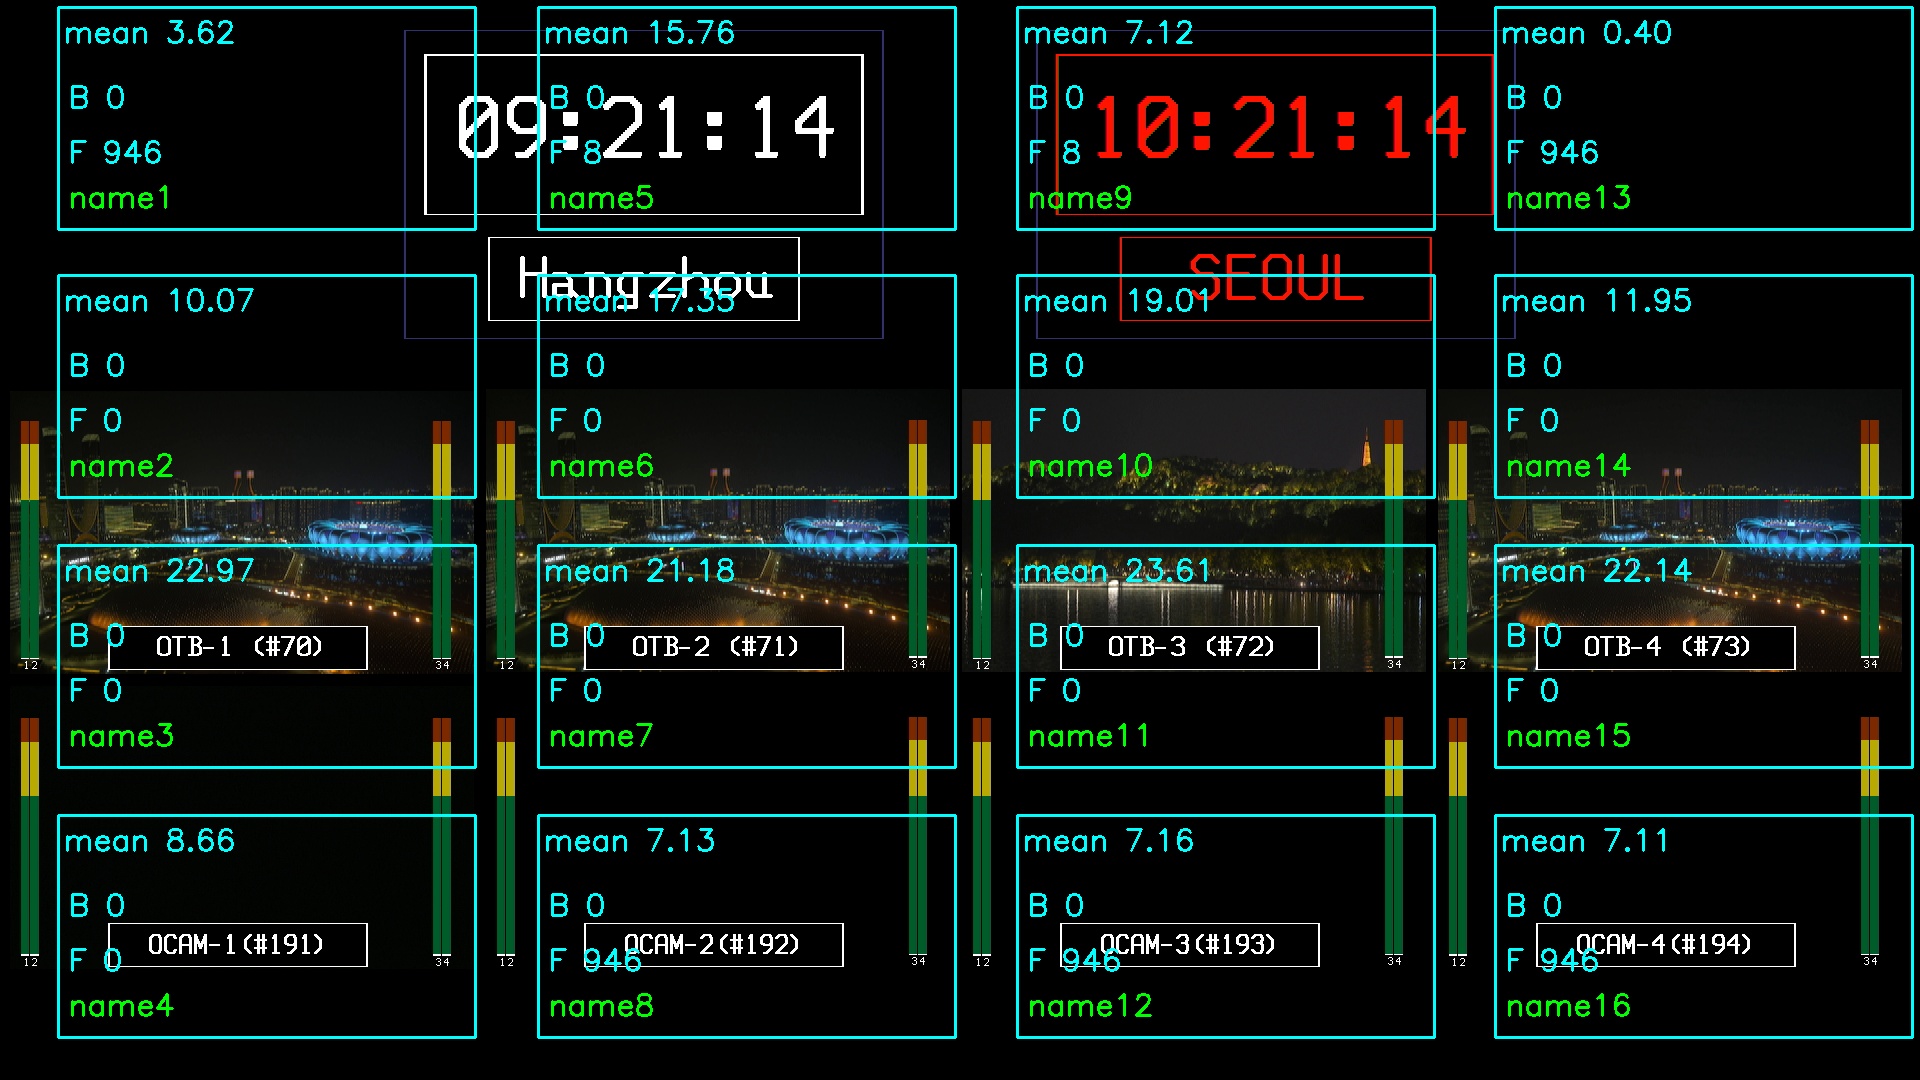 mean 3.62
mean 15.76
mean 7.12
mean 0.40
B 0
B 0
B 0
B 0
09:21:14
10:21:14
F 946
F 8
F 8
F 946
name1
name5
name9
name13
Hangzhou
SEOUL
mean 10.07
mean 17.35
mean 19.01
mean 11.95
B 0
B 0
B 0
B 0
F 0
F 0
F 0
F 0
name2
name6
name10
name14
mean 22.97
mean 21.18
mean 23.61
mean 22.14
B 0
B 0
B 0
B 0
OTB-1 (#70)
OTB-2 (#71)
OTB-3 (#72)
OTB-4 (#73)
12
34
12
34
12
34
12
34
F 0
F 0
F 0
F 0
name3
name7
name11
name15
mean 8.66
mean 7.13
mean 7.16
mean 7.11
B 0
B 0
B 0
B 0
OCAM-1(#191)
OCAM-2(#192)
OCAM-3(#193)
OCAM-4(#194)
F 0
F 946
F 946
F 946
12
34
12
34
12
34
12
34
name4
name8
name12
name16